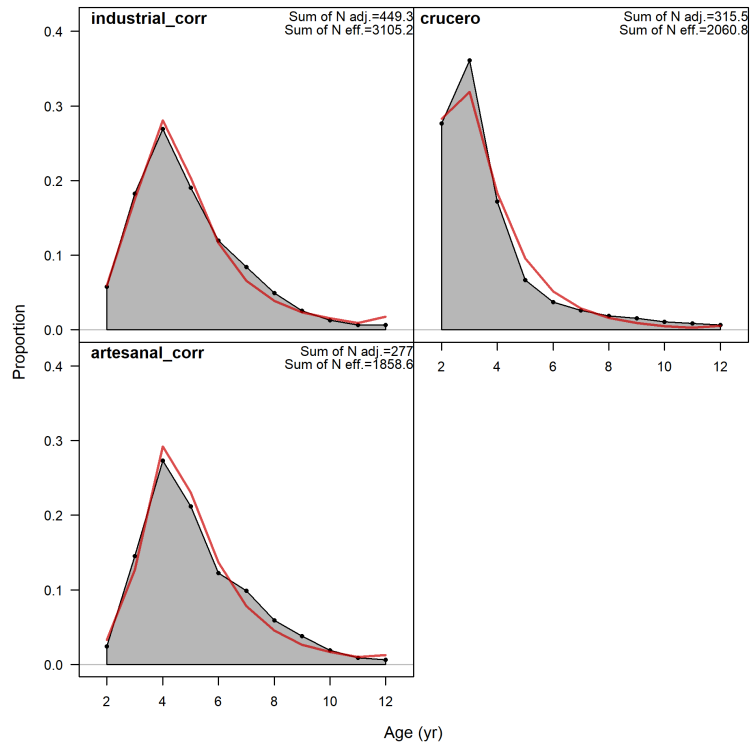 industrial_corr
Sum of N adj.=449.3
Sum of N eff.=3105.2
crucero
Sum of N adj.=315.5
Sum of N eff.=2060.8
0.4
0.3
0.2
0.1
0.0
artesanal_corr
Sum of N adj.=277
Sum of N eff.=1858.6
2 4 6 8 10 12
0.4
0.3
0.2
0.1
0.0
2 4 6 8 10 12
Proportion
Age (yr)